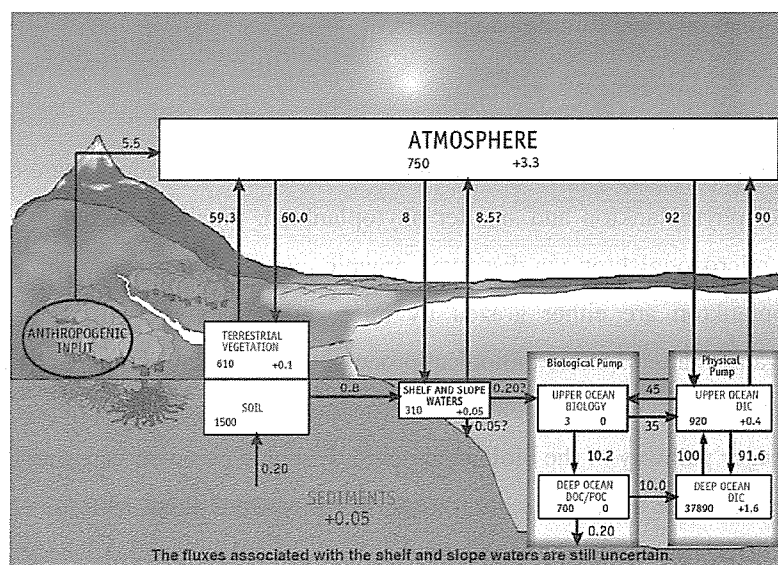 ATMOSPHERE
750 +3.3
5.5
59.3
60.0
8
8.5?
92
90
ANTHROPOGENIC
INPUT
TERRESTRIAL
VEGETATION
610 +0.1
SOIL
1500
0.20
0.8
SHELF AND SLOPE
WATERS
310 +0.05
0.20?
0.05?
Biological Pump
Physical
Pump
UPPER OCEAN
BIOLOGY
3 0
45
35
UPPER OCEAN
DIC
920 +0.4
10.2
100
91.6
DEEP OCEAN
DOC/POC
700 0
10.0
DEEP OCEAN
DIC
37890 +1.6
0.20
SEDIMENTS
+0.05
The fluxes associated with the shelf and slope waters are still uncertain.